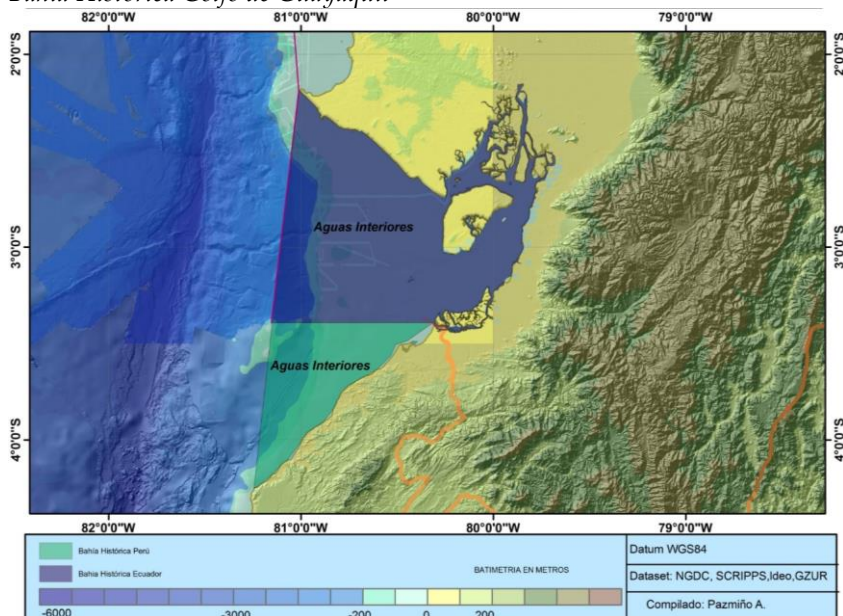 Bahía Histórica Golfo de Guayaquil
82°0'0"W 81°0'0"W 80°0'0"W 79°0'0"W
2°0'0"S 2°0'0"S
Aguas Interiores
3°0'0"S 3°0'0"S
Aguas Interiores
4°0'0"S 4°0'0"S
82°0'0"W 81°0'0"W 80°0'0"W 79°0'0"W
Bahía Histórica Perú
Bahía Histórica Ecuador
BATIMETRIA EN METROS
-6000 -3000 -200 0 200
Datum WGS84
Dataset: NGDC, SCRIPPS,Ideo,GZUR
Compilado: Pazmiño A.